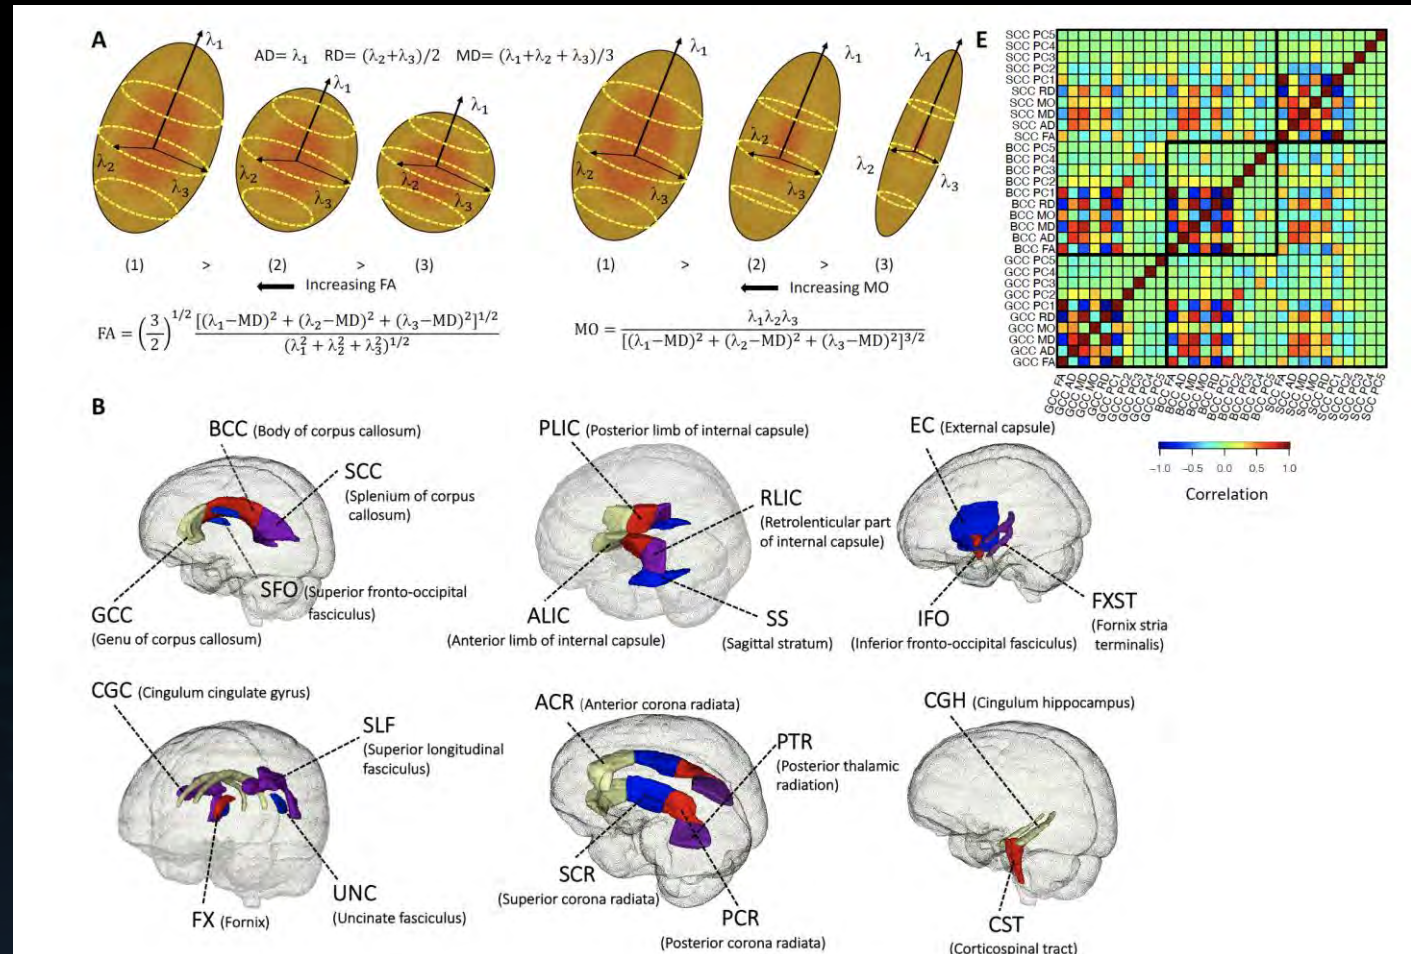 A
AD= λ₁ RD= (λ₂+λ₃)/2 MD= (λ₁+λ₂ + λ₃)/3
λ₁
λ₂
λ₃
λ₁
λ₂
λ₃
λ₁
λ₂
λ₃
(1) > (2) > (3)
Increasing FA
FA = (3/2)^1/2 [(λ₁−MD)² + (λ₂−MD)² + (λ₃−MD)²]^1/2 / (λ₁² + λ₂² + λ₃²)^1/2
λ₁
λ₂
λ₃
λ₁
λ₂
λ₃
λ₁
λ₂
λ₃
(1) > (2) > (3)
Increasing MO
MO = λ₁λ₂λ₃ / [(λ₁−MD)² + (λ₂−MD)² + (λ₃−MD)²]^3/2
E
SCC PC5
SCC PC4
SCC PC3
SCC PC2
SCC PC1
SCC RD
SCC MO
SCC MD
SCC AD
SCC FA
BCC PC5
BCC PC4
BCC PC3
BCC PC2
BCC PC1
BCC RD
BCC MO
BCC MD
BCC AD
BCC FA
GCC PC5
GCC PC4
GCC PC3
GCC PC2
GCC PC1
GCC RD
GCC MO
GCC MD
GCC AD
GCC FA
GCC FA
GCC AD
GCC MD
GCC MO
GCC RD
GCC PC1
GCC PC2
GCC PC3
GCC PC4
GCC PC5
BCC FA
BCC AD
BCC MD
BCC MO
BCC RD
BCC PC1
BCC PC2
BCC PC3
BCC PC4
BCC PC5
SCC FA
SCC AD
SCC MD
SCC MO
SCC RD
SCC PC1
SCC PC2
SCC PC3
SCC PC4
SCC PC5
−1.0 −0.5 0.0 0.5 1.0
Correlation
B
BCC (Body of corpus callosum)
SCC
(Splenium of corpus
callosum)
SFO (Superior fronto-occipital
fasciculus)
GCC
(Genu of corpus callosum)
PLIC (Posterior limb of internal capsule)
RLIC
(Retrolenticular part
of internal capsule)
ALIC
(Anterior limb of internal capsule)
SS
(Sagittal stratum)
EC (External capsule)
IFO
(Inferior fronto-occipital fasciculus)
FXST
(Fornix stria
terminalis)
CGC (Cingulum cingulate gyrus)
SLF
(Superior longitudinal
fasciculus)
FX (Fornix)
UNC
(Uncinate fasciculus)
ACR (Anterior corona radiata)
PTR
(Posterior thalamic
radiation)
SCR
(Superior corona radiata)
PCR
(Posterior corona radiata)
CGH (Cingulum hippocampus)
CST
(Corticospinal tract)